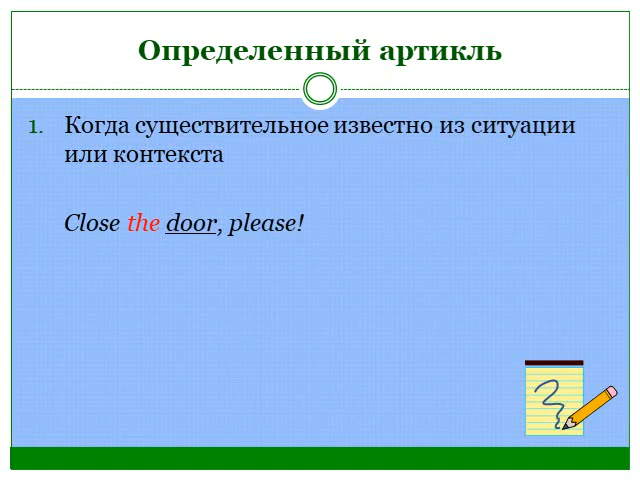 Определенный артикль
1. Когда существительное известно из ситуации
или контекста
Close the door, please!